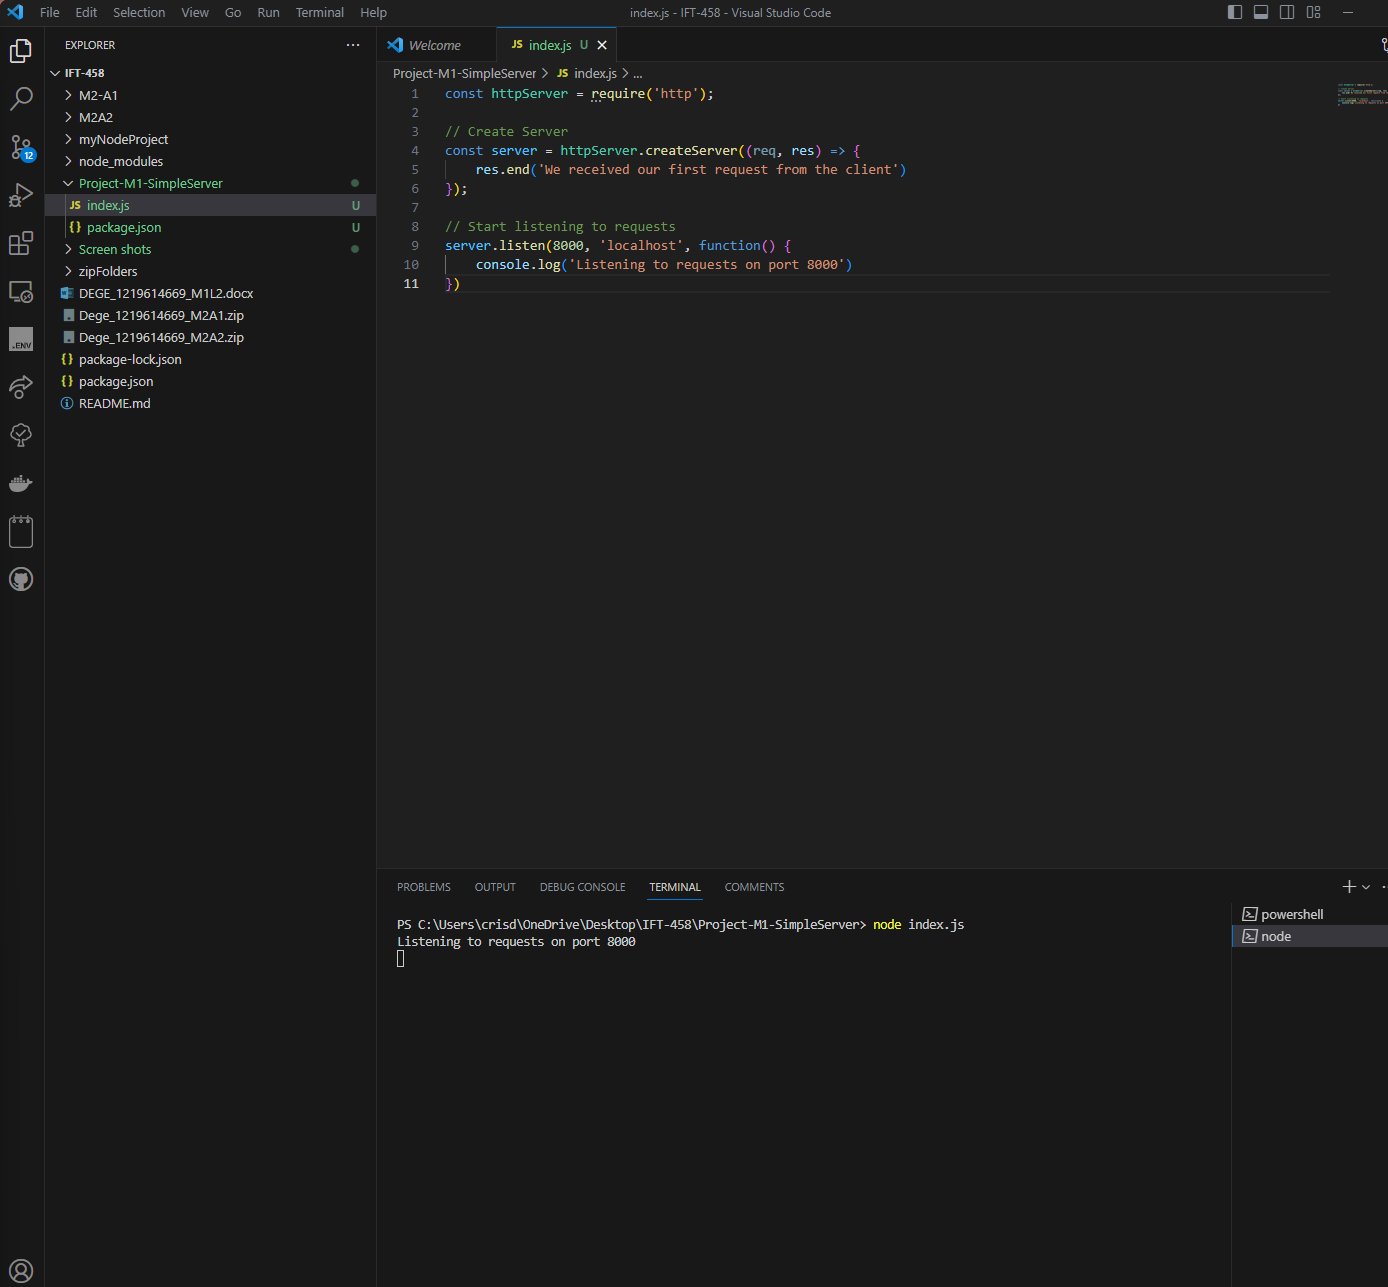 File Edit Selection View Go Run Terminal Help index.js - IFT-458 - Visual Studio Code
EXPLORER
IFT-458
M2-A1
M2A2
myNodeProject
node_modules
Project-M1-SimpleServer
JS index.js U
{} package.json U
Screen shots
zipFolders
DEGE_1219614669_M1L2.docx
Dege_1219614669_M2A1.zip
Dege_1219614669_M2A2.zip
{} package-lock.json
{} package.json
README.md
12
.ENV
Welcome JS index.js U
Project-M1-SimpleServer > JS index.js > ...
1 const httpServer = require('http');
2
3 // Create Server
4 const server = httpServer.createServer((req, res) => {
5 res.end('We received our first request from the client')
6 });
7
8 // Start listening to requests
9 server.listen(8000, 'localhost', function() {
10 console.log('Listening to requests on port 8000')
11 })
PROBLEMS OUTPUT DEBUG CONSOLE TERMINAL COMMENTS
PS C:\Users\crisd\OneDrive\Desktop\IFT-458\Project-M1-SimpleServer> node index.js
Listening to requests on port 8000
powershell
node